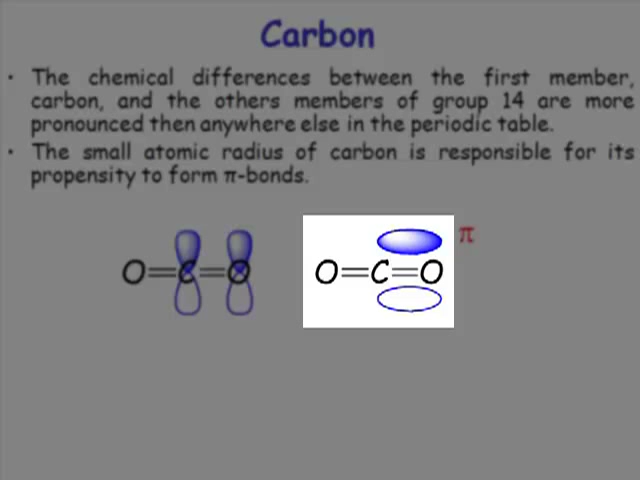 Carbon
• The chemical differences between the first member,
carbon, and the others members of group 14 are more
pronounced then anywhere else in the periodic table.
• The small atomic radius of carbon is responsible for its
propensity to form π-bonds.
π
O=C=O O=C=O